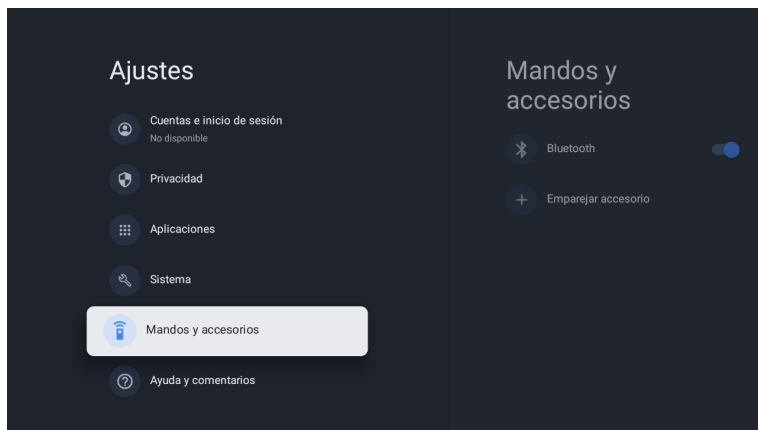 Ajustes
Cuentas e inicio de sesión
No disponible
Privacidad
Aplicaciones
Sistema
Mandos y accesorios
Ayuda y comentarios
Mandos y
accesorios
Bluetooth
Emparejar accesorio